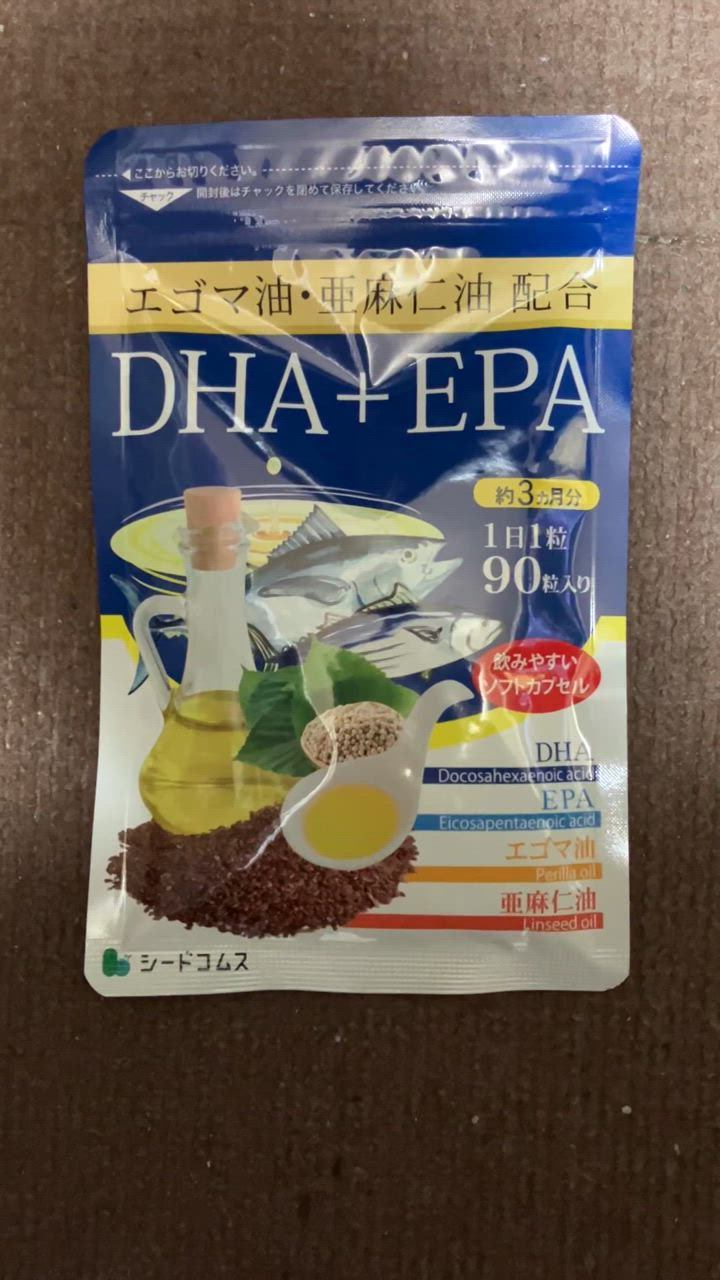 ここからお切りください。
チャック
開封後はチャックを閉めて保存してください。
エゴマ油・亜麻仁油 配合
DHA+EPA
約3ヵ月分
1日1粒
90粒入り
飲みやすい
ソフトカプセル
DHA
Docosahexaenoic acid
EPA
Eicosapentaenoic acid
エゴマ油
Perilla oil
亜麻仁油
Linseed oil
シードコムス